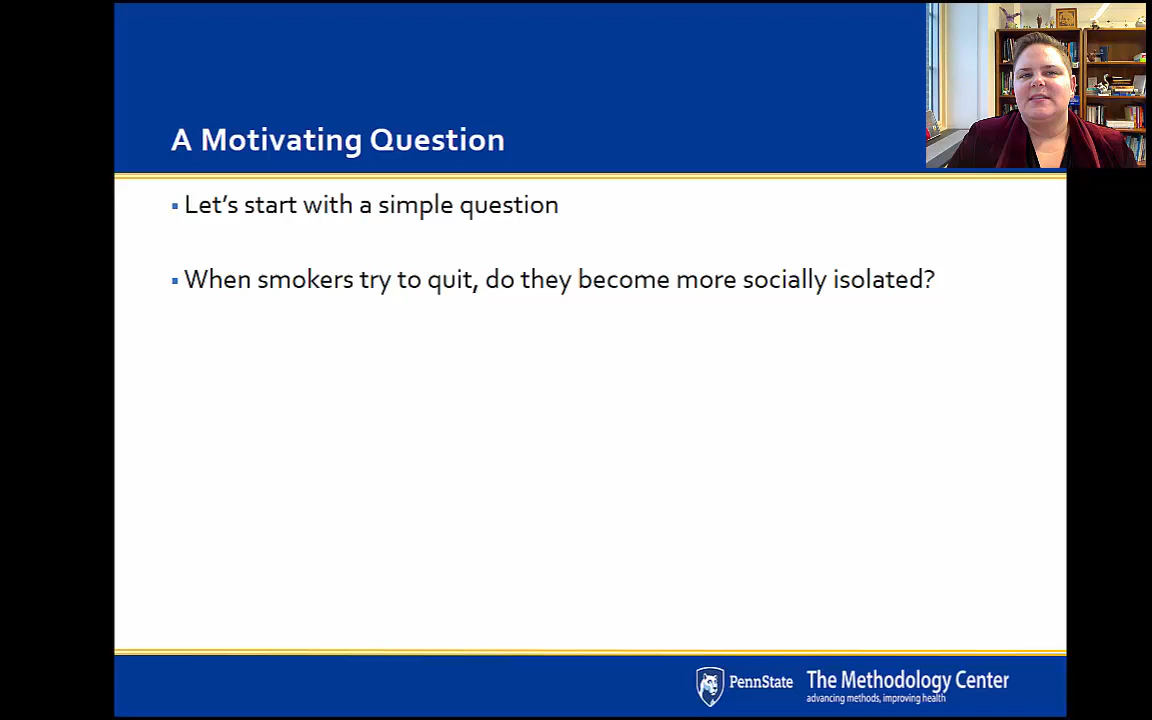 A Motivating Question
▪ Let's start with a simple question
▪ When smokers try to quit, do they become more socially isolated?
PennState
The Methodology Center
advancing methods, improving health